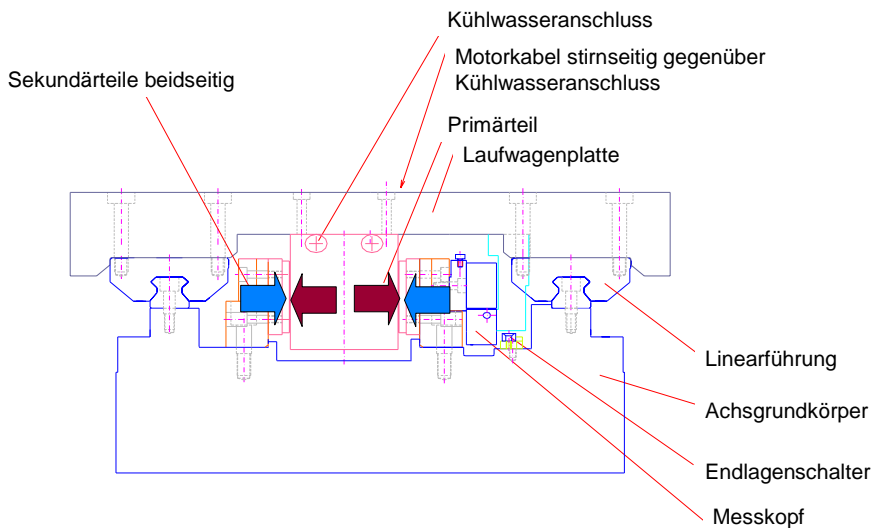 Kühlwasseranschluss
Motorkabel stirnseitig gegenüber
Kühlwasseranschluss
Sekundärteile beidseitig
Primärteil
Laufwagenplatte
Linearführung
Achsgrundkörper
Endlagenschalter
Messkopf